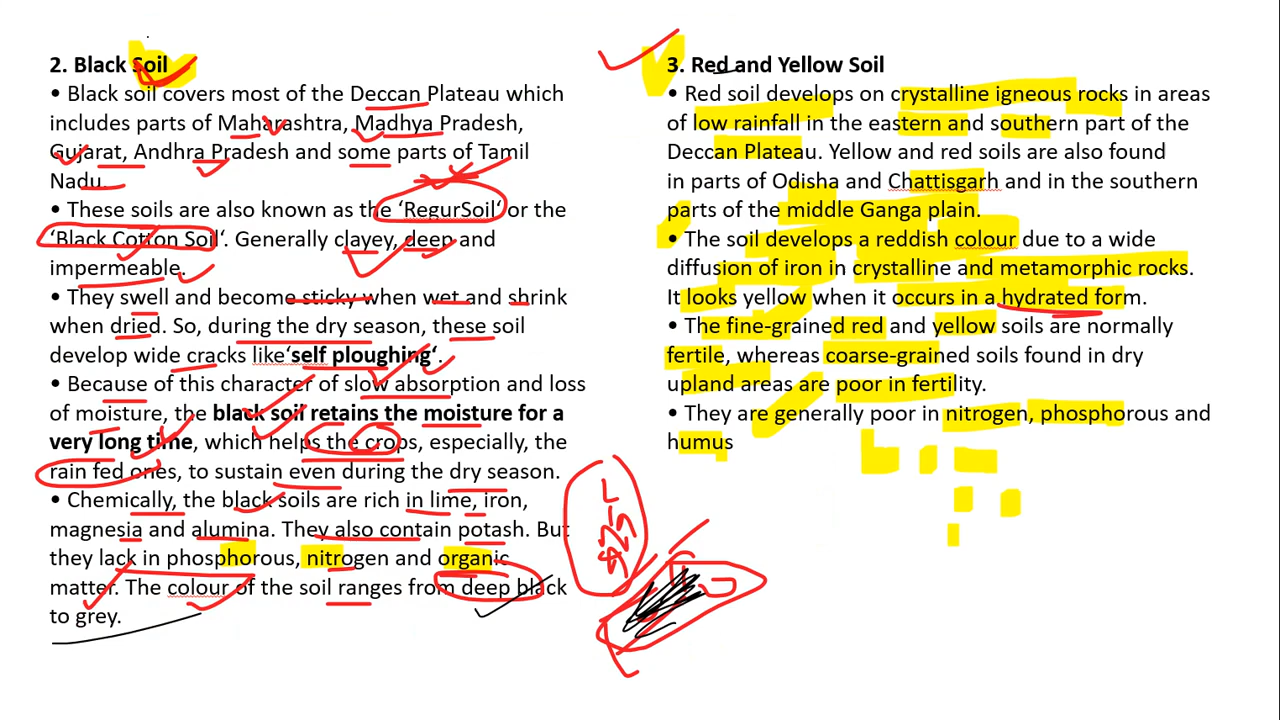 2. Black Soil
• Black soil covers most of the Deccan Plateau which
includes parts of Maharashtra, Madhya Pradesh,
Gujarat, Andhra Pradesh and some parts of Tamil
Nadu.
• These soils are also known as the ‘RegurSoil‘ or the
‘Black Cotton Soil‘. Generally clayey, deep and
impermeable.
• They swell and become sticky when wet and shrink
when dried. So, during the dry season, these soil
develop wide cracks like‘self ploughing‘.
• Because of this character of slow absorption and loss
of moisture, the black soil retains the moisture for a
very long time, which helps the crops, especially, the
rain fed ones, to sustain even during the dry season.
• Chemically, the black soils are rich in lime, iron,
magnesia and alumina. They also contain potash. But
they lack in phosphorous, nitrogen and organic
matter. The colour of the soil ranges from deep black
to grey.
3. Red and Yellow Soil
• Red soil develops on crystalline igneous rocks in areas
of low rainfall in the eastern and southern part of the
Deccan Plateau. Yellow and red soils are also found
in parts of Odisha and Chattisgarh and in the southern
parts of the middle Ganga plain.
• The soil develops a reddish colour due to a wide
diffusion of iron in crystalline and metamorphic rocks.
It looks yellow when it occurs in a hydrated form.
• The fine-grained red and yellow soils are normally
fertile, whereas coarse-grained soils found in dry
upland areas are poor in fertility.
• They are generally poor in nitrogen, phosphorous and
humus